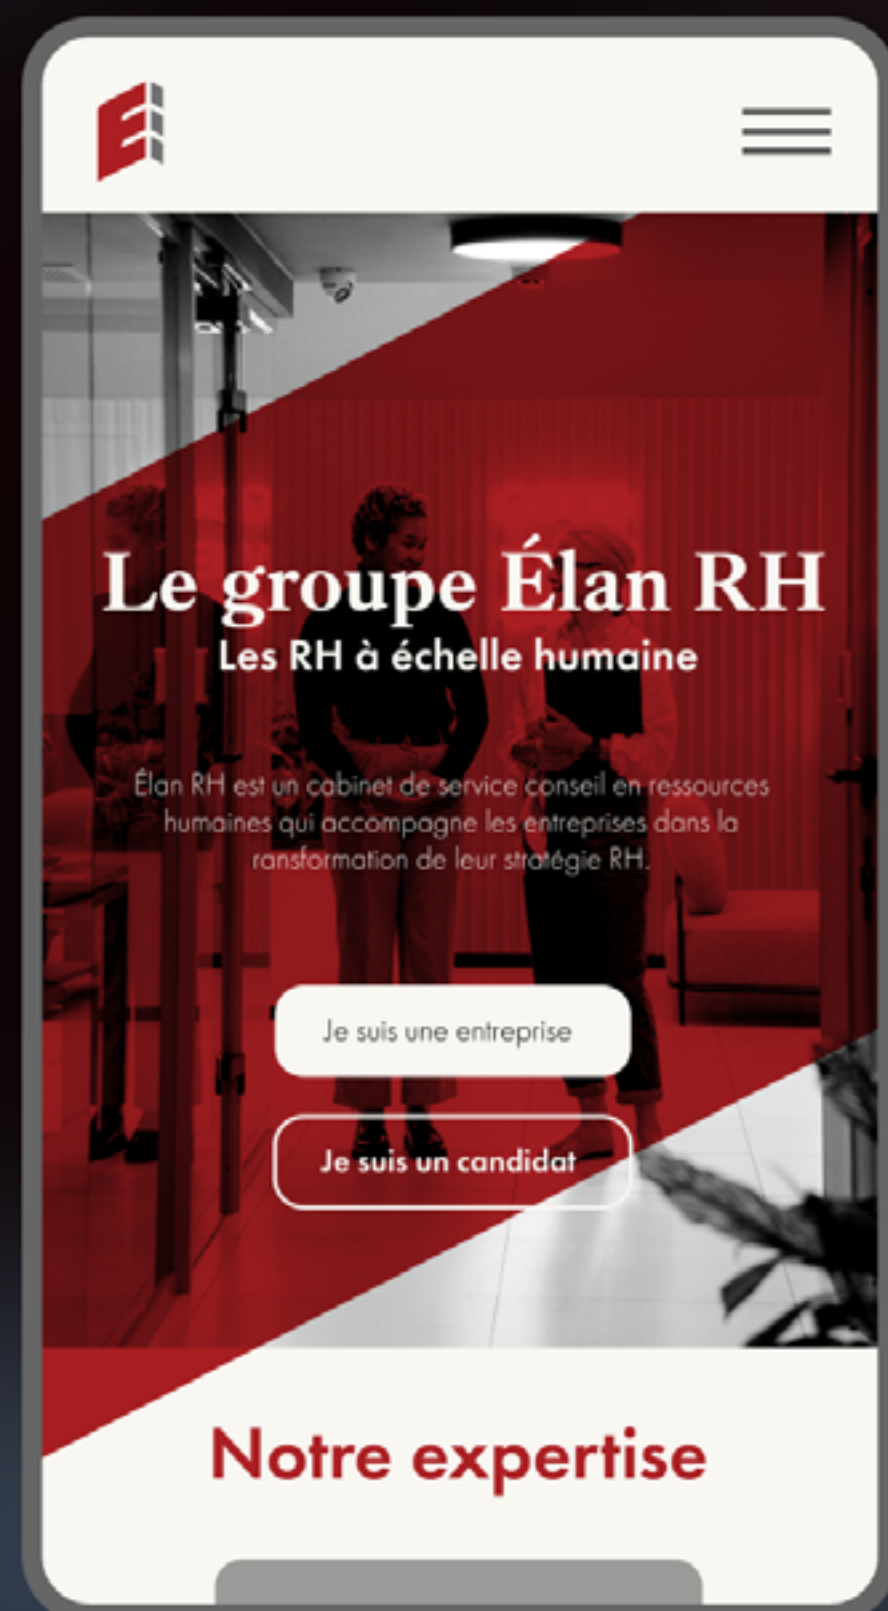 E
Le groupe Élan RH
Les RH à échelle humaine
Élan RH est un cabinet de service conseil en ressources
humaines qui accompagne les entreprises dans la
ransformation de leur stratégie RH.
Je suis une entreprise
Je suis un candidat
Notre expertise